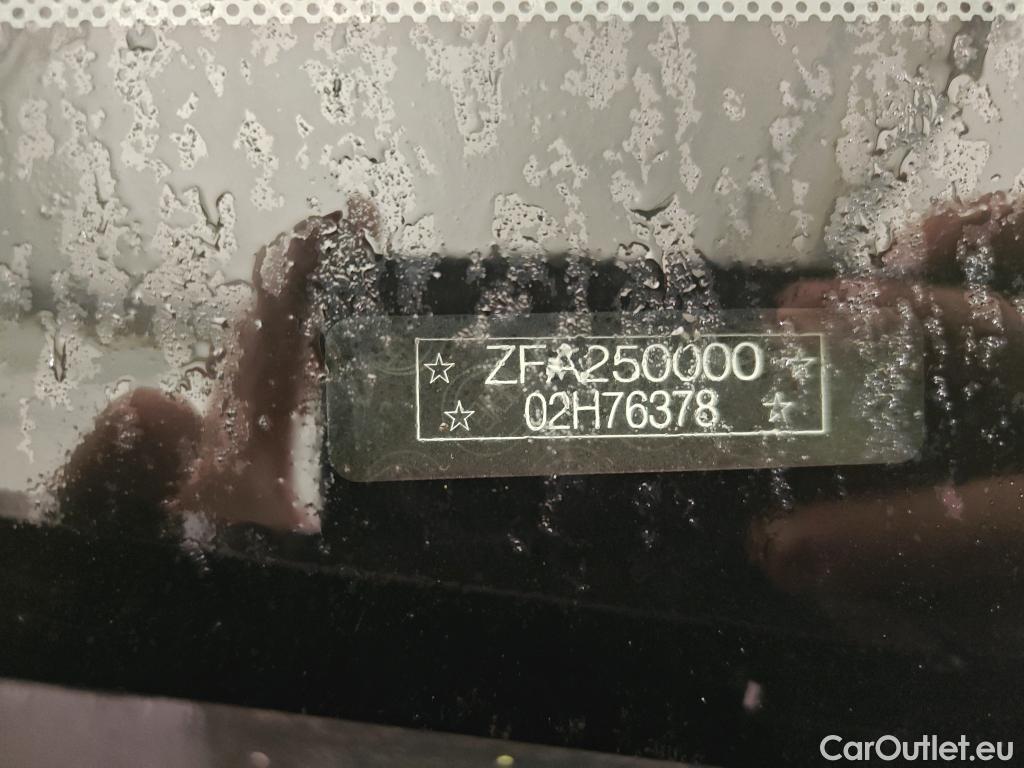 ☆ ZFA250000 ☆
☆ 02H76378 ☆
CarOutlet.eu